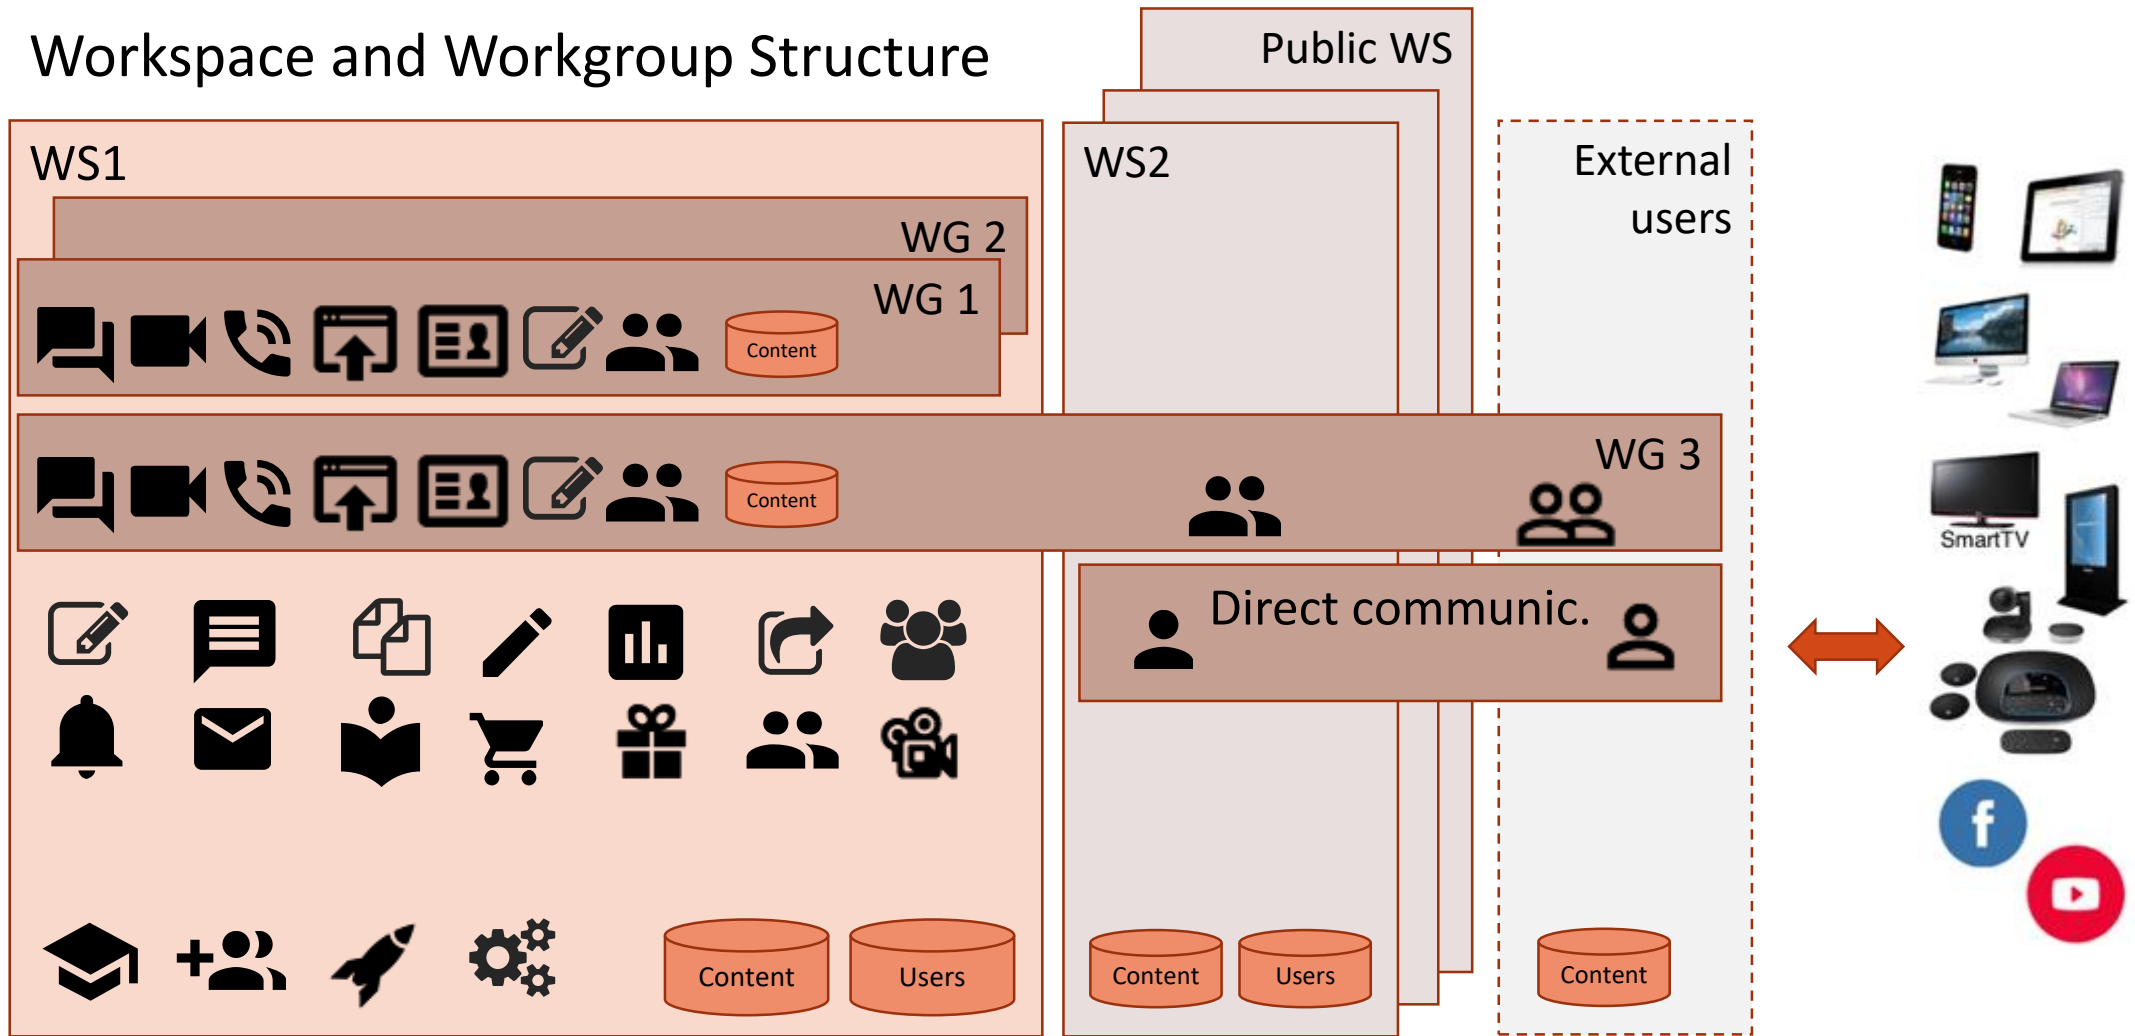 Workspace and Workgroup Structure
Public WS
WS1
WS2
External
users
WG 2
WG 1
Content
WG 3
Content
SmartTV
Direct communic.
f
Content
Users
Content
Users
Content